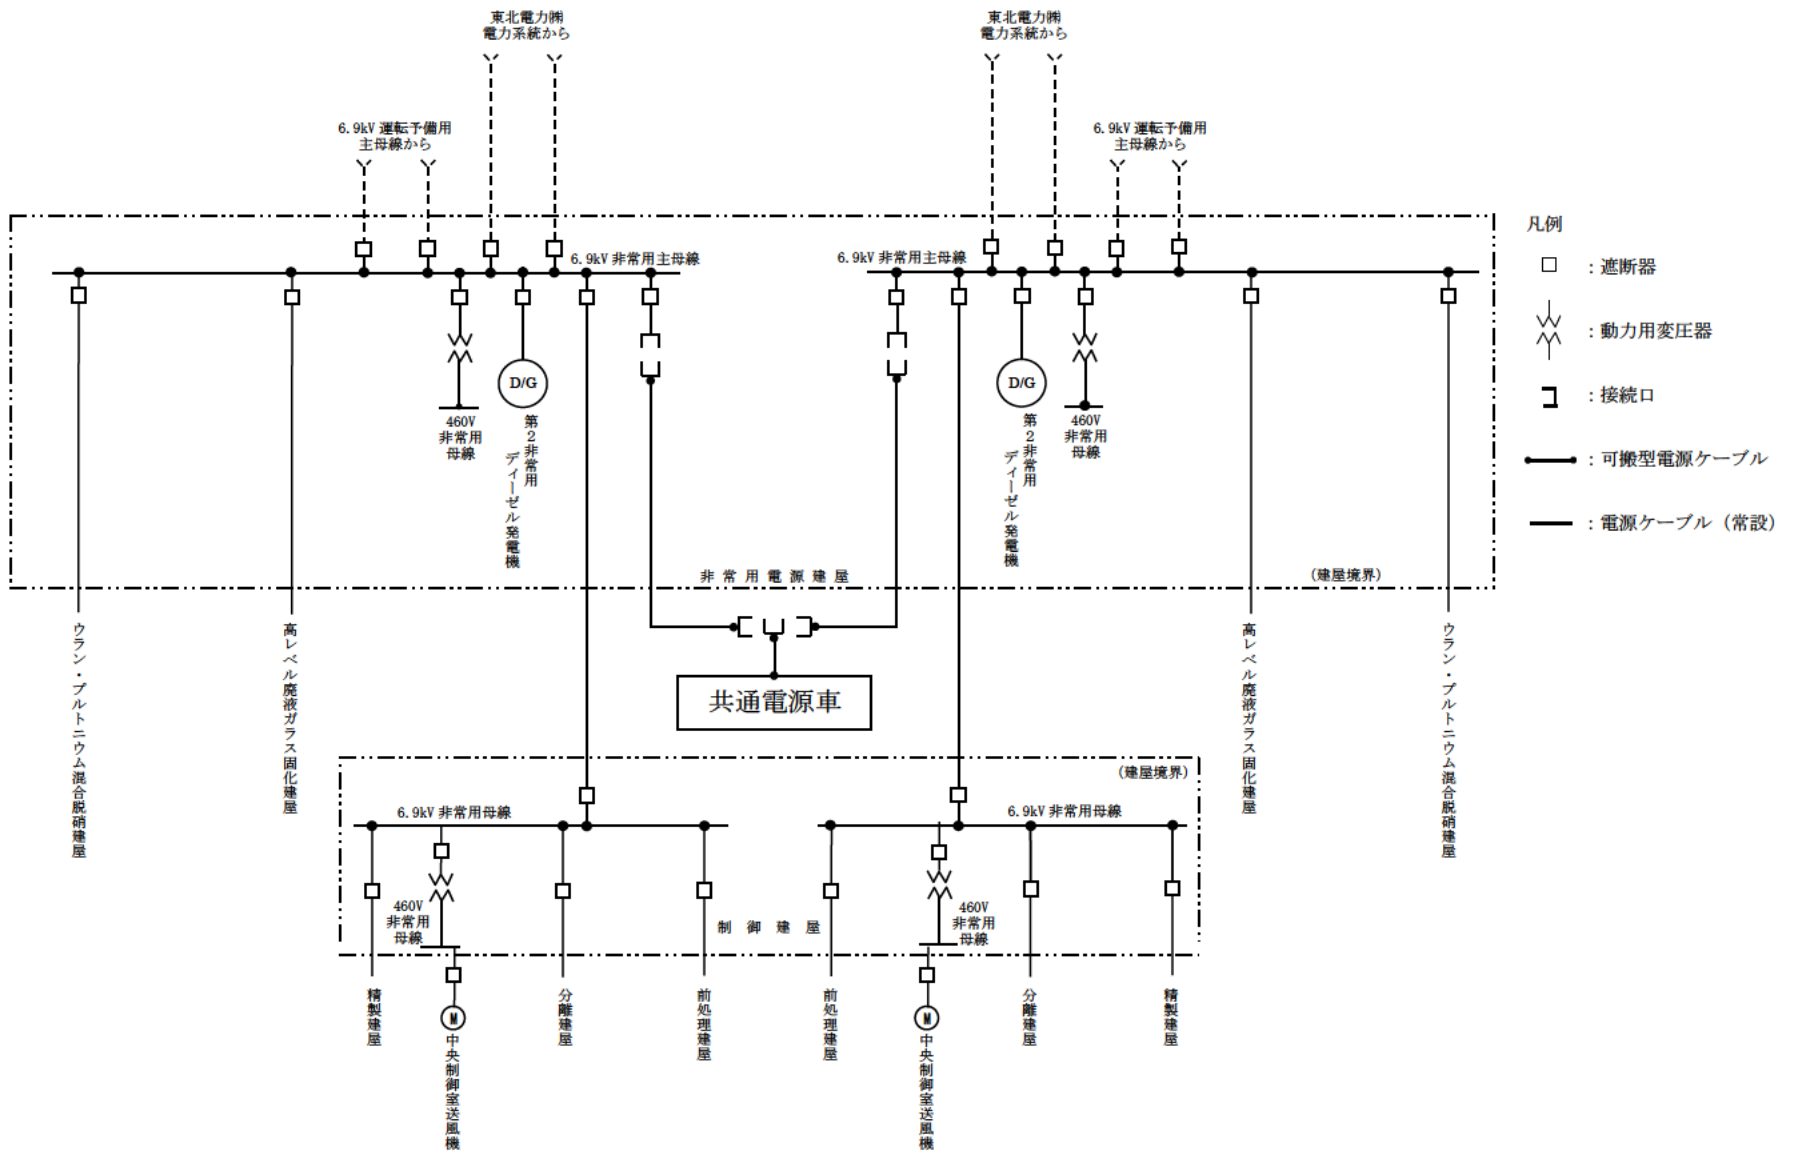 東北電力㈱
電力系統から
東北電力㈱
電力系統から
6.9kV 運転予備用
主母線から
6.9kV 運転予備用
主母線から
6.9kV 非常用主母線
6.9kV 非常用主母線
D/G
D/G
460V
非常用
母線
第2非常用
ディーゼル発電機
第2非常用
ディーゼル発電機
460V
非常用
母線
非常用電源建屋
(建屋境界)
ウラン・プルトニウム混合脱硝建屋
高レベル廃液ガラス固化建屋
共通電源車
高レベル廃液ガラス固化建屋
ウラン・プルトニウム混合脱硝建屋
(建屋境界)
6.9kV 非常用母線
6.9kV 非常用母線
460V
非常用
母線
制御建屋
460V
非常用
母線
精製建屋
M
中央制御室送風機
分離建屋
前処理建屋
前処理建屋
M
中央制御室送風機
分離建屋
精製建屋
凡例
：遮断器
：動力用変圧器
：接続口
：可搬型電源ケーブル
：電源ケーブル（常設）